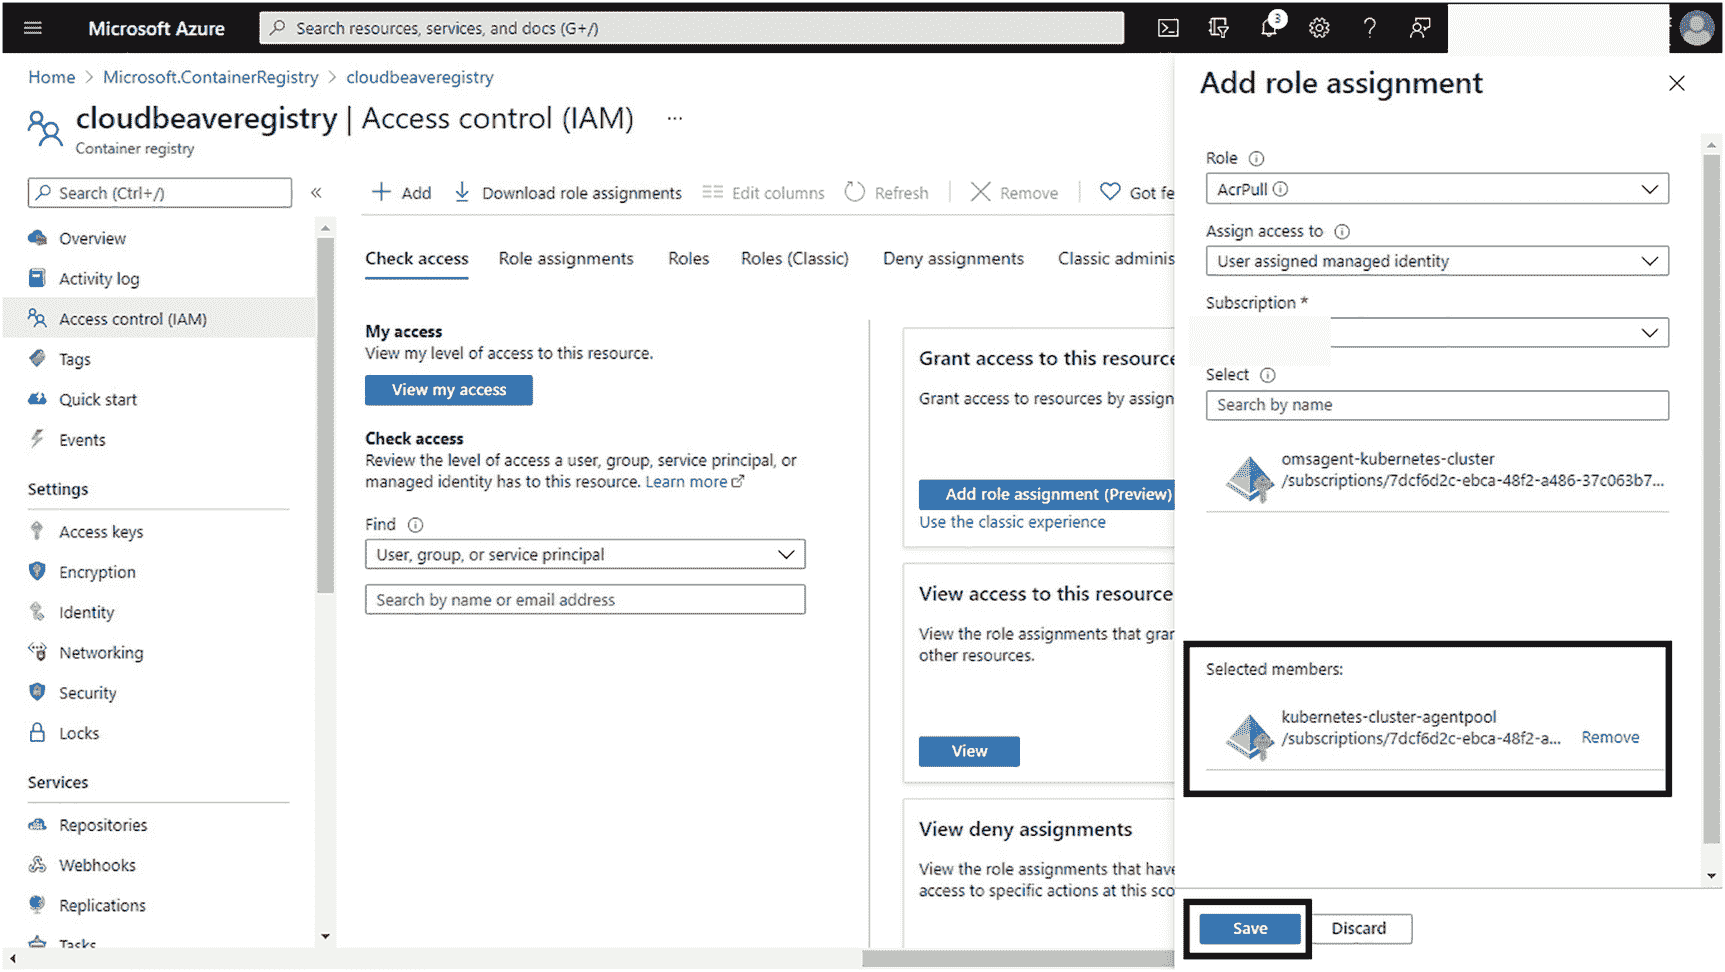 Microsoft Azure
Search resources, services, and docs (G+/)
3
Home > Microsoft.ContainerRegistry > cloudbeaveregistry
cloudbeaveregistry | Access control (IAM) ...
Container registry
Search (Ctrl+/)
«
Overview
Activity log
Access control (IAM)
Tags
Quick start
Events
Settings
Access keys
Encryption
Identity
Networking
Security
Locks
Services
Repositories
Webhooks
Replications
Tasks
+ Add
Download role assignments
Edit columns
Refresh
Remove
Got fe
Check access
Role assignments
Roles
Roles (Classic)
Deny assignments
Classic adminis
My access
View my level of access to this resource.
View my access
Check access
Review the level of access a user, group, service principal, or
managed identity has to this resource. Learn more
Find
User, group, or service principal
Search by name or email address
Grant access to this resource
Grant access to resources by assign
Add role assignment (Preview)
Use the classic experience
View access to this resource
View the role assignments that gran
other resources.
View
View deny assignments
View the role assignments that have
access to specific actions at this sco
Add role assignment
Role
AcrPull
Assign access to
User assigned managed identity
Subscription *
Select
Search by name
omsagent-kubernetes-cluster
/subscriptions/7dcf6d2c-ebca-48f2-a486-37c063b7...
Selected members:
kubernetes-cluster-agentpool
/subscriptions/7dcf6d2c-ebca-48f2-a...
Remove
Save
Discard